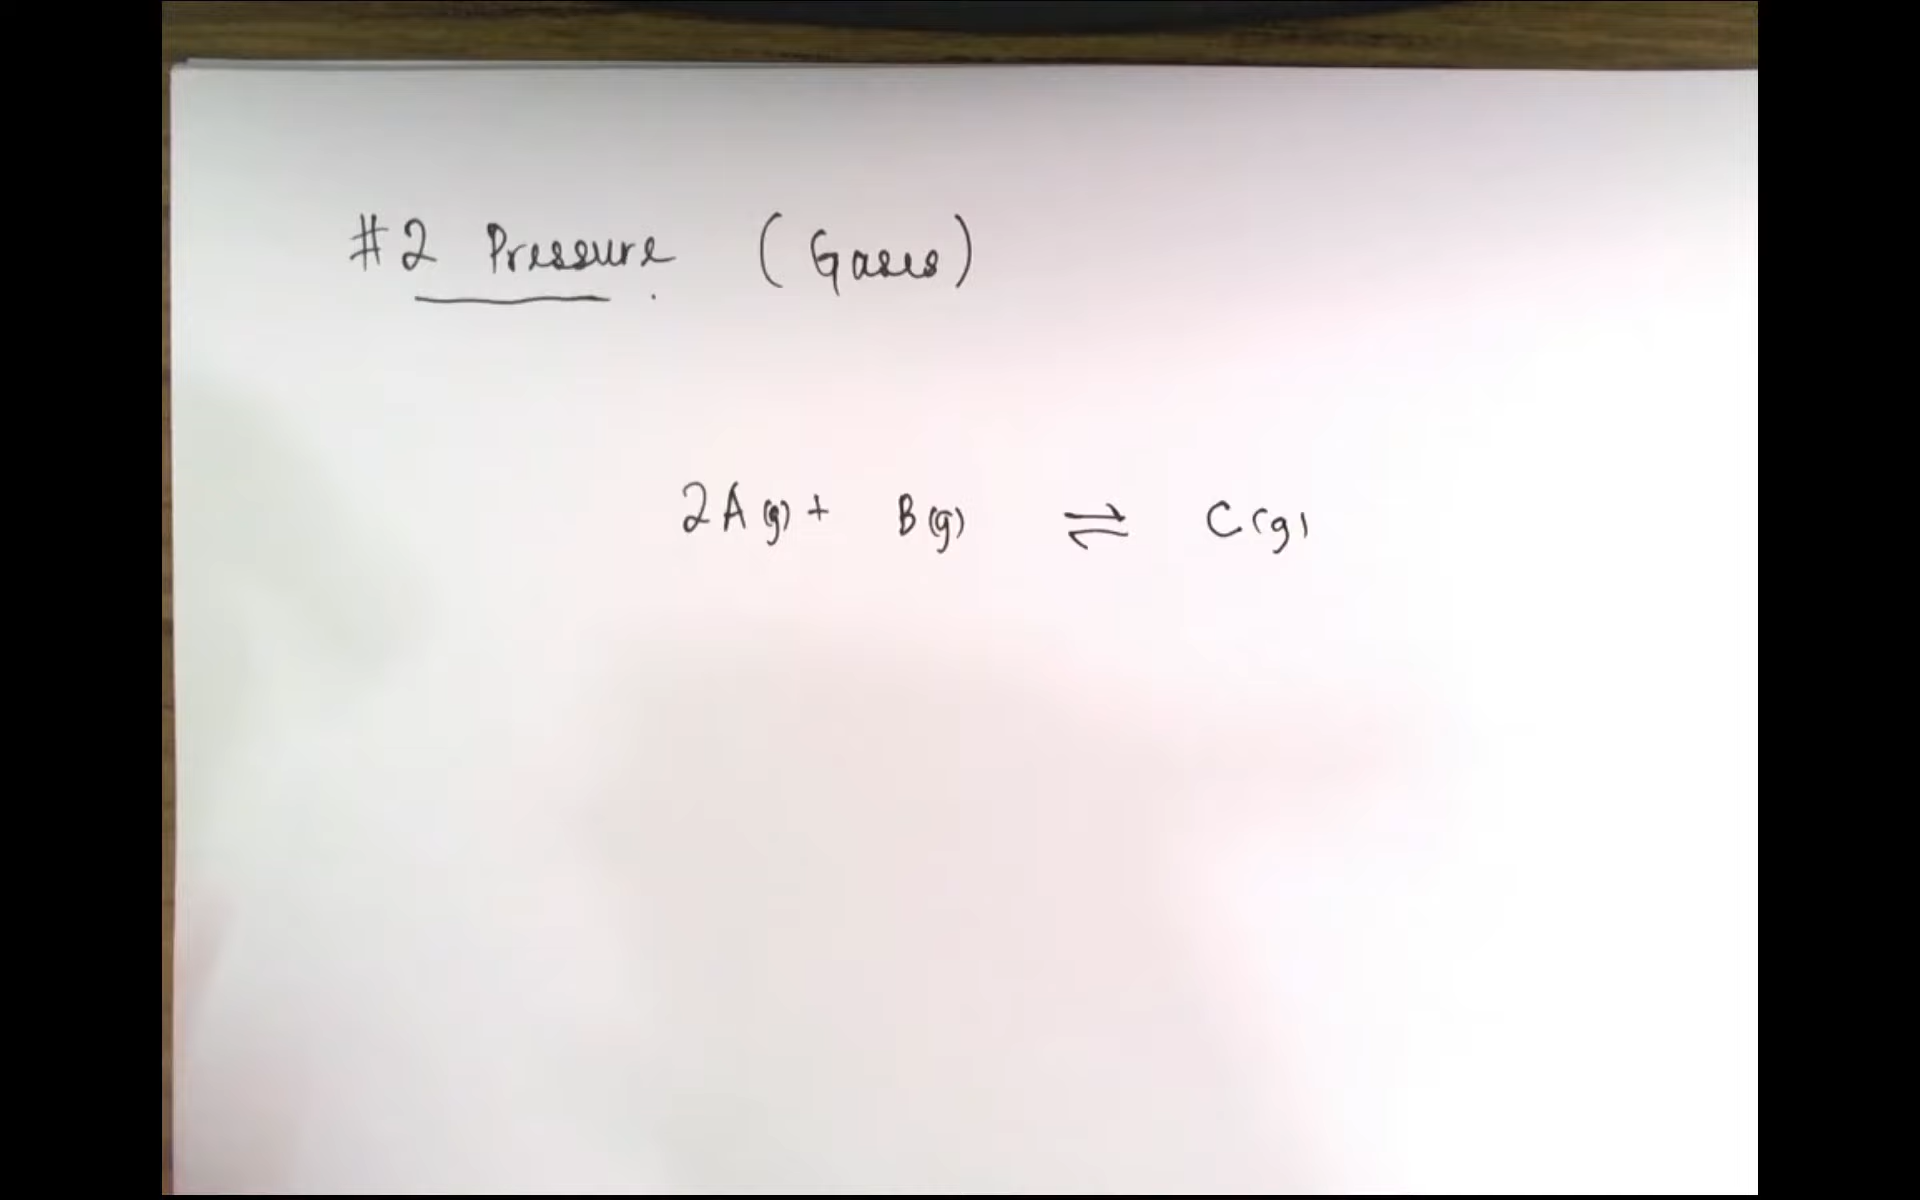 #2 Pressure (Gases)
2A(g) + B(g) ⇌ C(g)